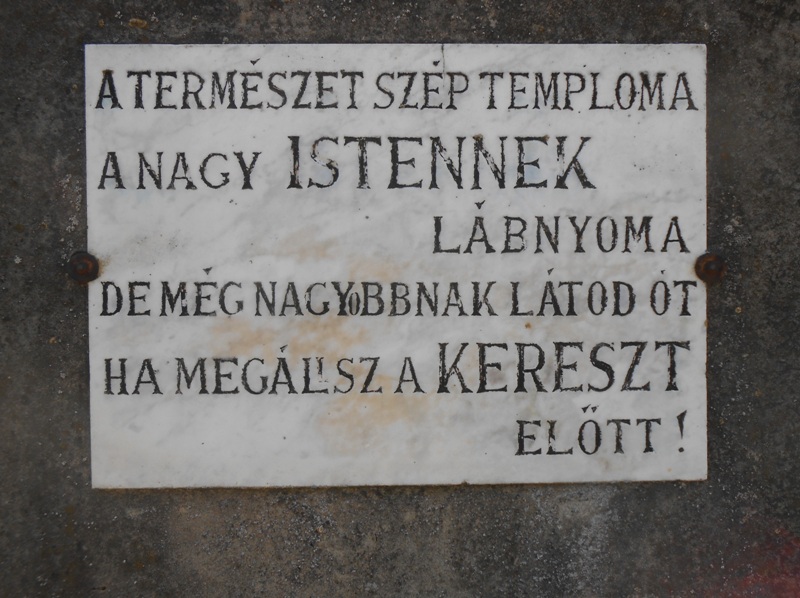 A TERMÉSZET SZÉP TEMPLOMA
A NAGY ISTENNEK
LÁBNYOMA
DE MÉG NAGYOBBNAK LÁTOD ŐT
HA MEGÁLLSZ A KERESZT
ELŐTT!